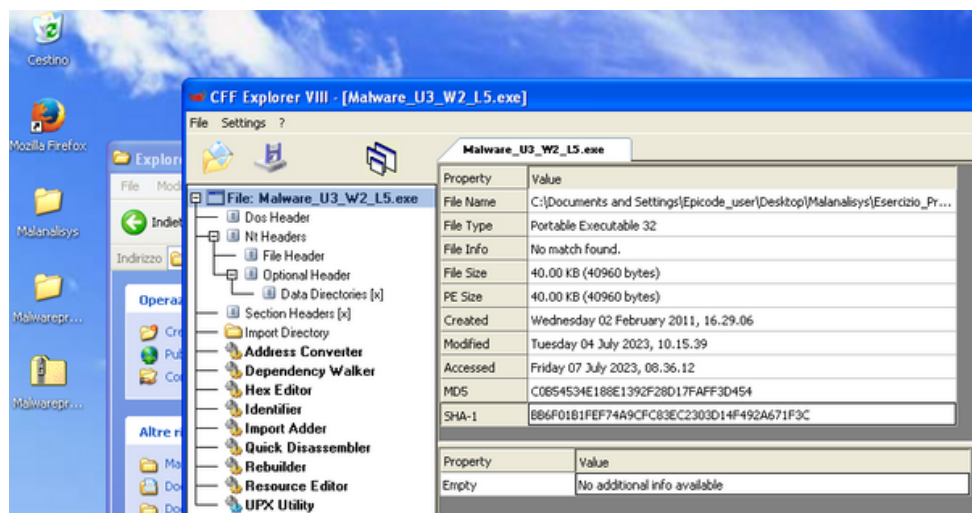 Cestino
Mozilla Firefox
Malanalisys
Malwarepr...
Malwarepr...
Explor
File Mod
Indiet
Indirizzo
Operaz
Cre
Pub
Co
Altre ri
Ma
Do
Do
CFF Explorer VIII - [Malware_U3_W2_L5.exe]
File Settings ?
File: Malware_U3_W2_L5.exe
Dos Header
Nt Headers
File Header
Optional Header
Data Directories [x]
Section Headers [x]
Import Directory
Address Converter
Dependency Walker
Hex Editor
Identifier
Import Adder
Quick Disassembler
Rebuilder
Resource Editor
UPX Utility
Malware_U3_W2_L5.exe
Property Value
File Name C:\Documents and Settings\Epicode_user\Desktop\Malanalisys\Esercizio_Pr...
File Type Portable Executable 32
File Info No match found.
File Size 40.00 KB (40960 bytes)
PE Size 40.00 KB (40960 bytes)
Created Wednesday 02 February 2011, 16.29.06
Modified Tuesday 04 July 2023, 10.15.39
Accessed Friday 07 July 2023, 08.36.12
MD5 C0B54534E188E1392F28D17FAFF3D454
SHA-1 BB6F01B1FEF74A9CFC83EC2303D14F492A671F3C
Property Value
Empty No additional info available